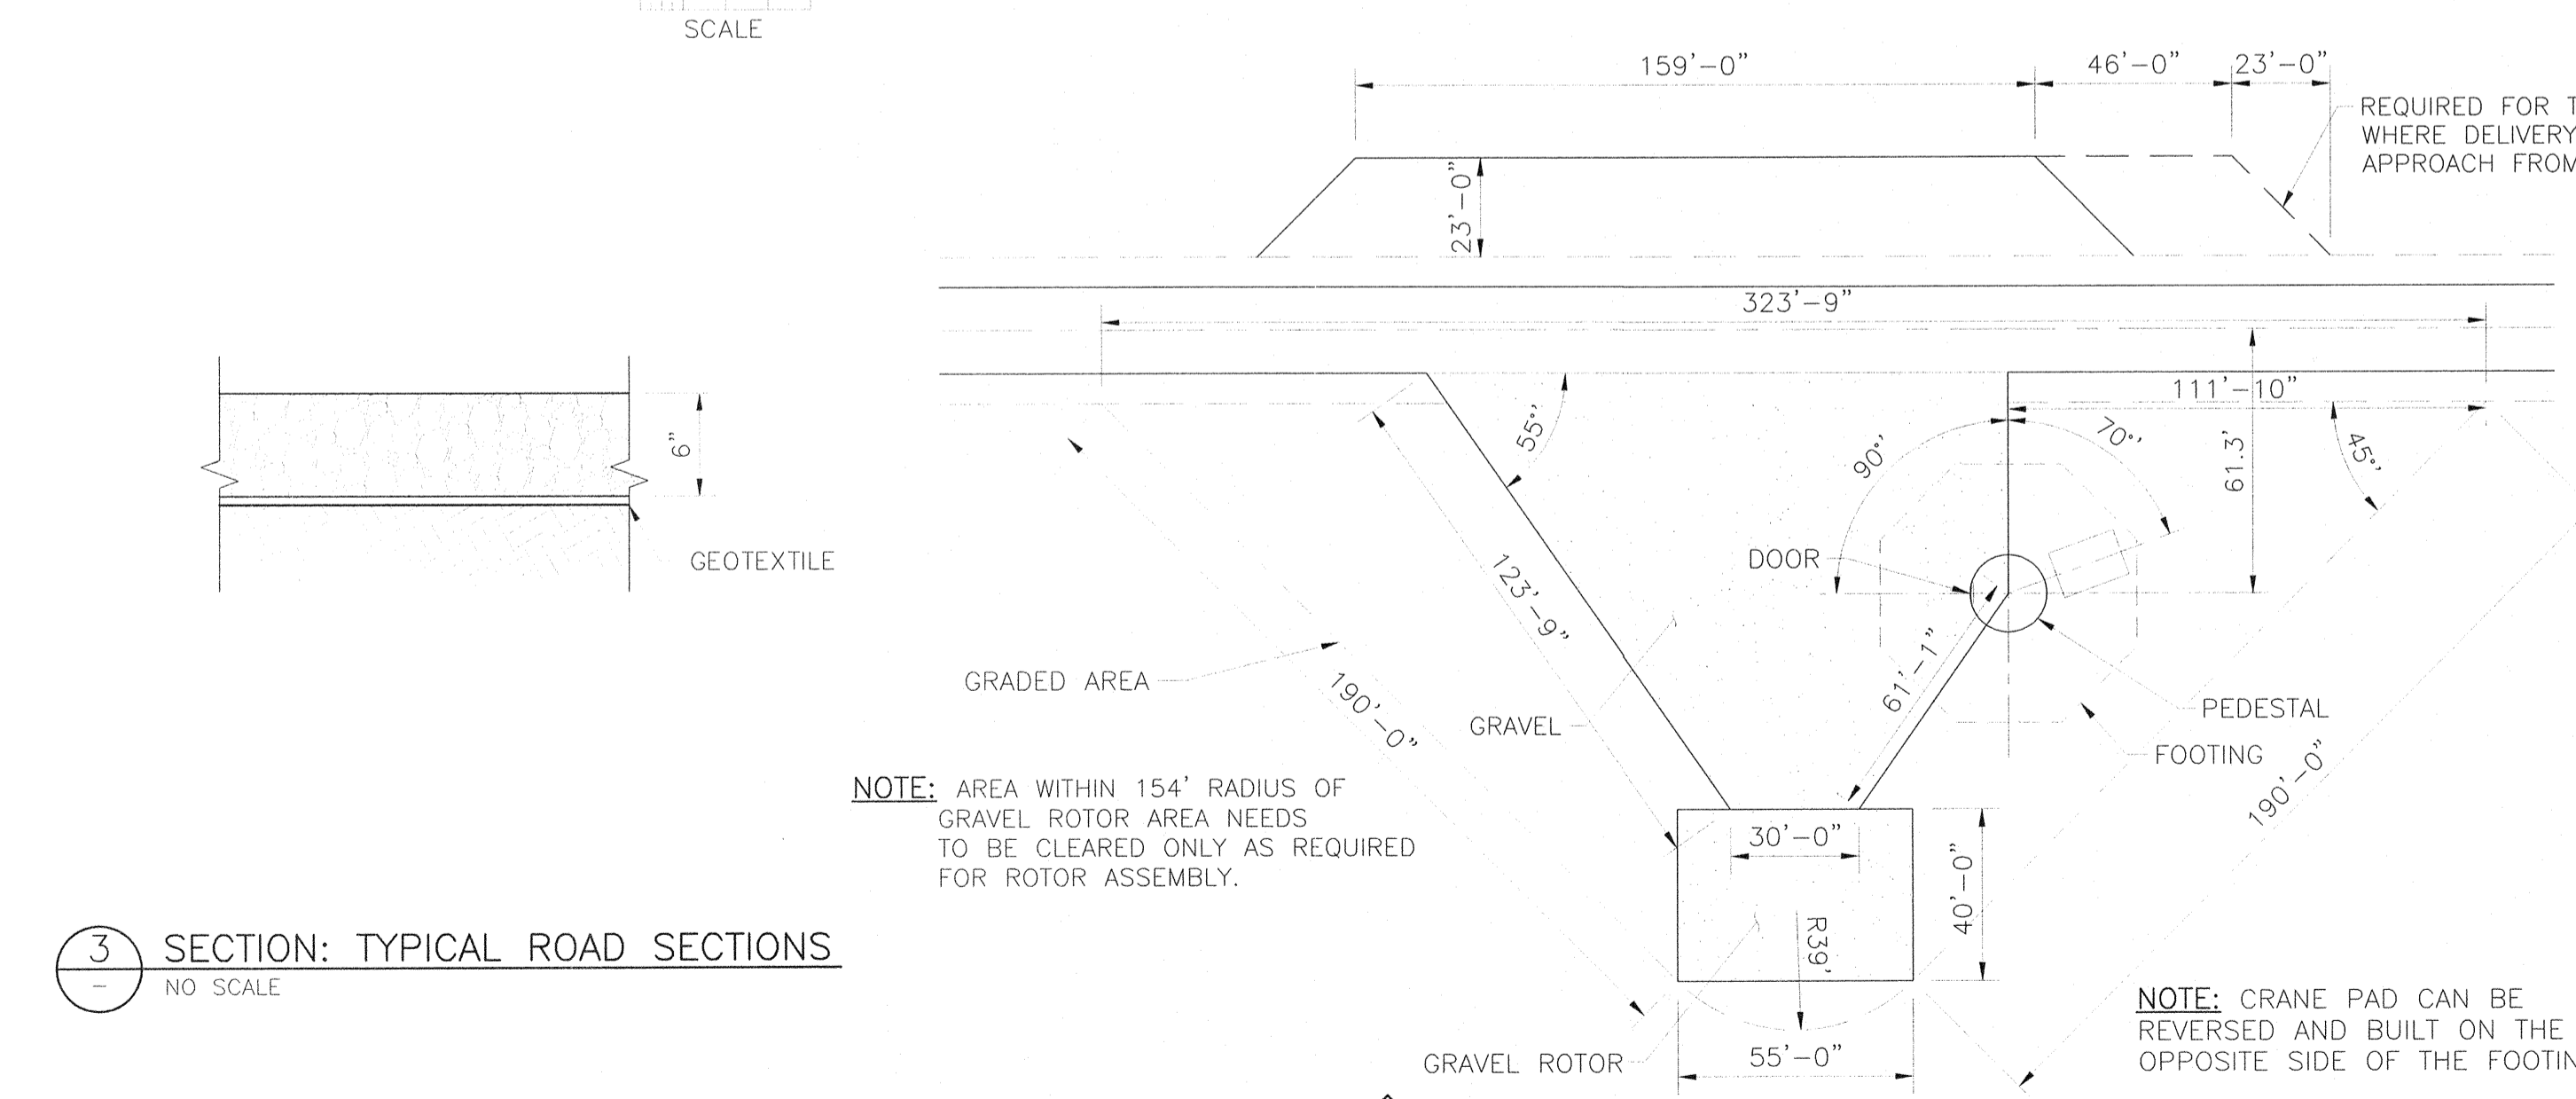 SCALE
159'-0"
46'-0"
23'-0"
REQUIRED FOR T
WHERE DELIVERY
APPROACH FROM
23'-0"
323'-9"
111'-10"
55°'
90°'
70°'
61.3'
45°'
6"
GEOTEXTILE
DOOR
123'-9"
61'-1"
GRADED AREA
190'-0"
GRAVEL
PEDESTAL
FOOTING
190'-0"
NOTE: AREA WITHIN 154' RADIUS OF
GRAVEL ROTOR AREA NEEDS
TO BE CLEARED ONLY AS REQUIRED
FOR ROTOR ASSEMBLY.
30'-0"
40'-0"
R39'
3
-
SECTION: TYPICAL ROAD SECTIONS
NO SCALE
NOTE: CRANE PAD CAN BE
REVERSED AND BUILT ON THE
OPPOSITE SIDE OF THE FOOTIN
GRAVEL ROTOR
55'-0"